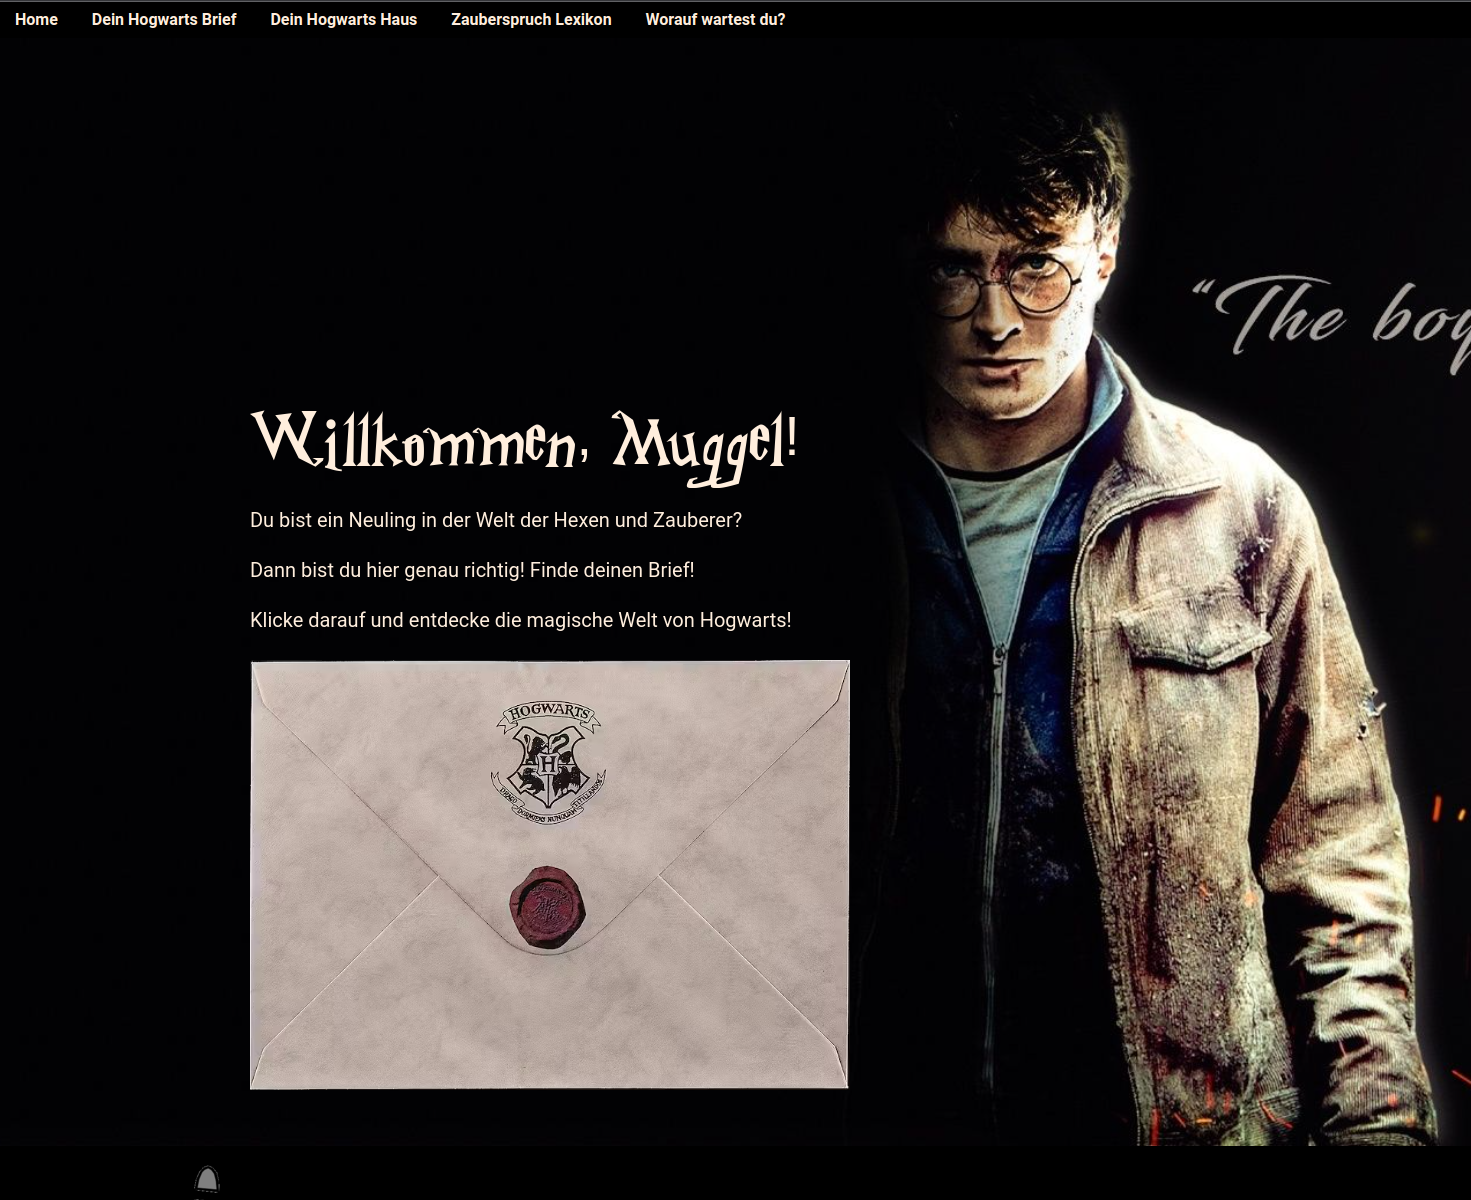 Home Dein Hogwarts Brief Dein Hogwarts Haus Zauberspruch Lexikon Worauf wartest du?
“The boy
Willkommen, Muggel!
Du bist ein Neuling in der Welt der Hexen und Zauberer?
Dann bist du hier genau richtig! Finde deinen Brief!
Klicke darauf und entdecke die magische Welt von Hogwarts!
HOGWARTS
H
DRACO DORMIENS NUNQUAM TITILLANDUS